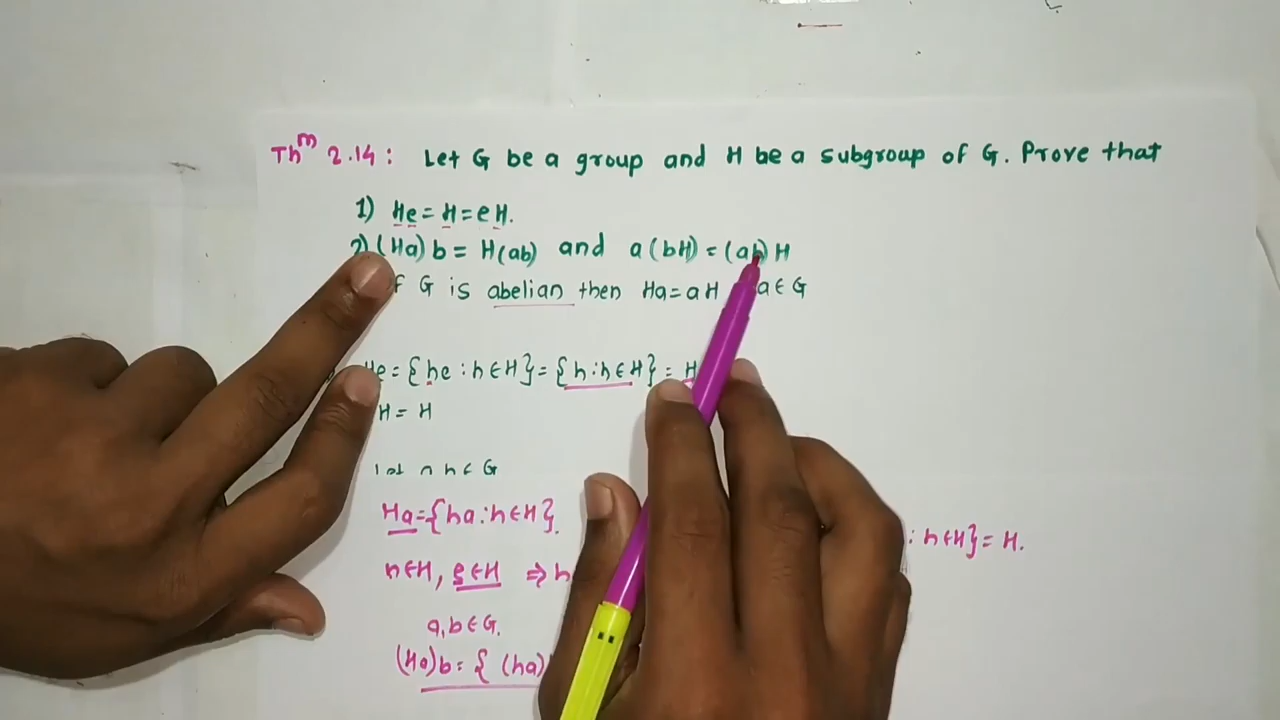 Thm 2.14: Let G be a group and H be a subgroup of G. Prove that
1) He = H = eH.
2) (Ha)b = H(ab) and a(bH) = (ab)H
G is abelian then Ha = aH a ∈ G
He = {he : h ∈ H} = {h : h ∈ H} = H
H = H
∈ G
Ha = {ha : h ∈ H}. : h ∈ H} = H.
h ∈ H, e ∈ H ⇒ h
a, b ∈ G.
(Ha)b = { (ha)